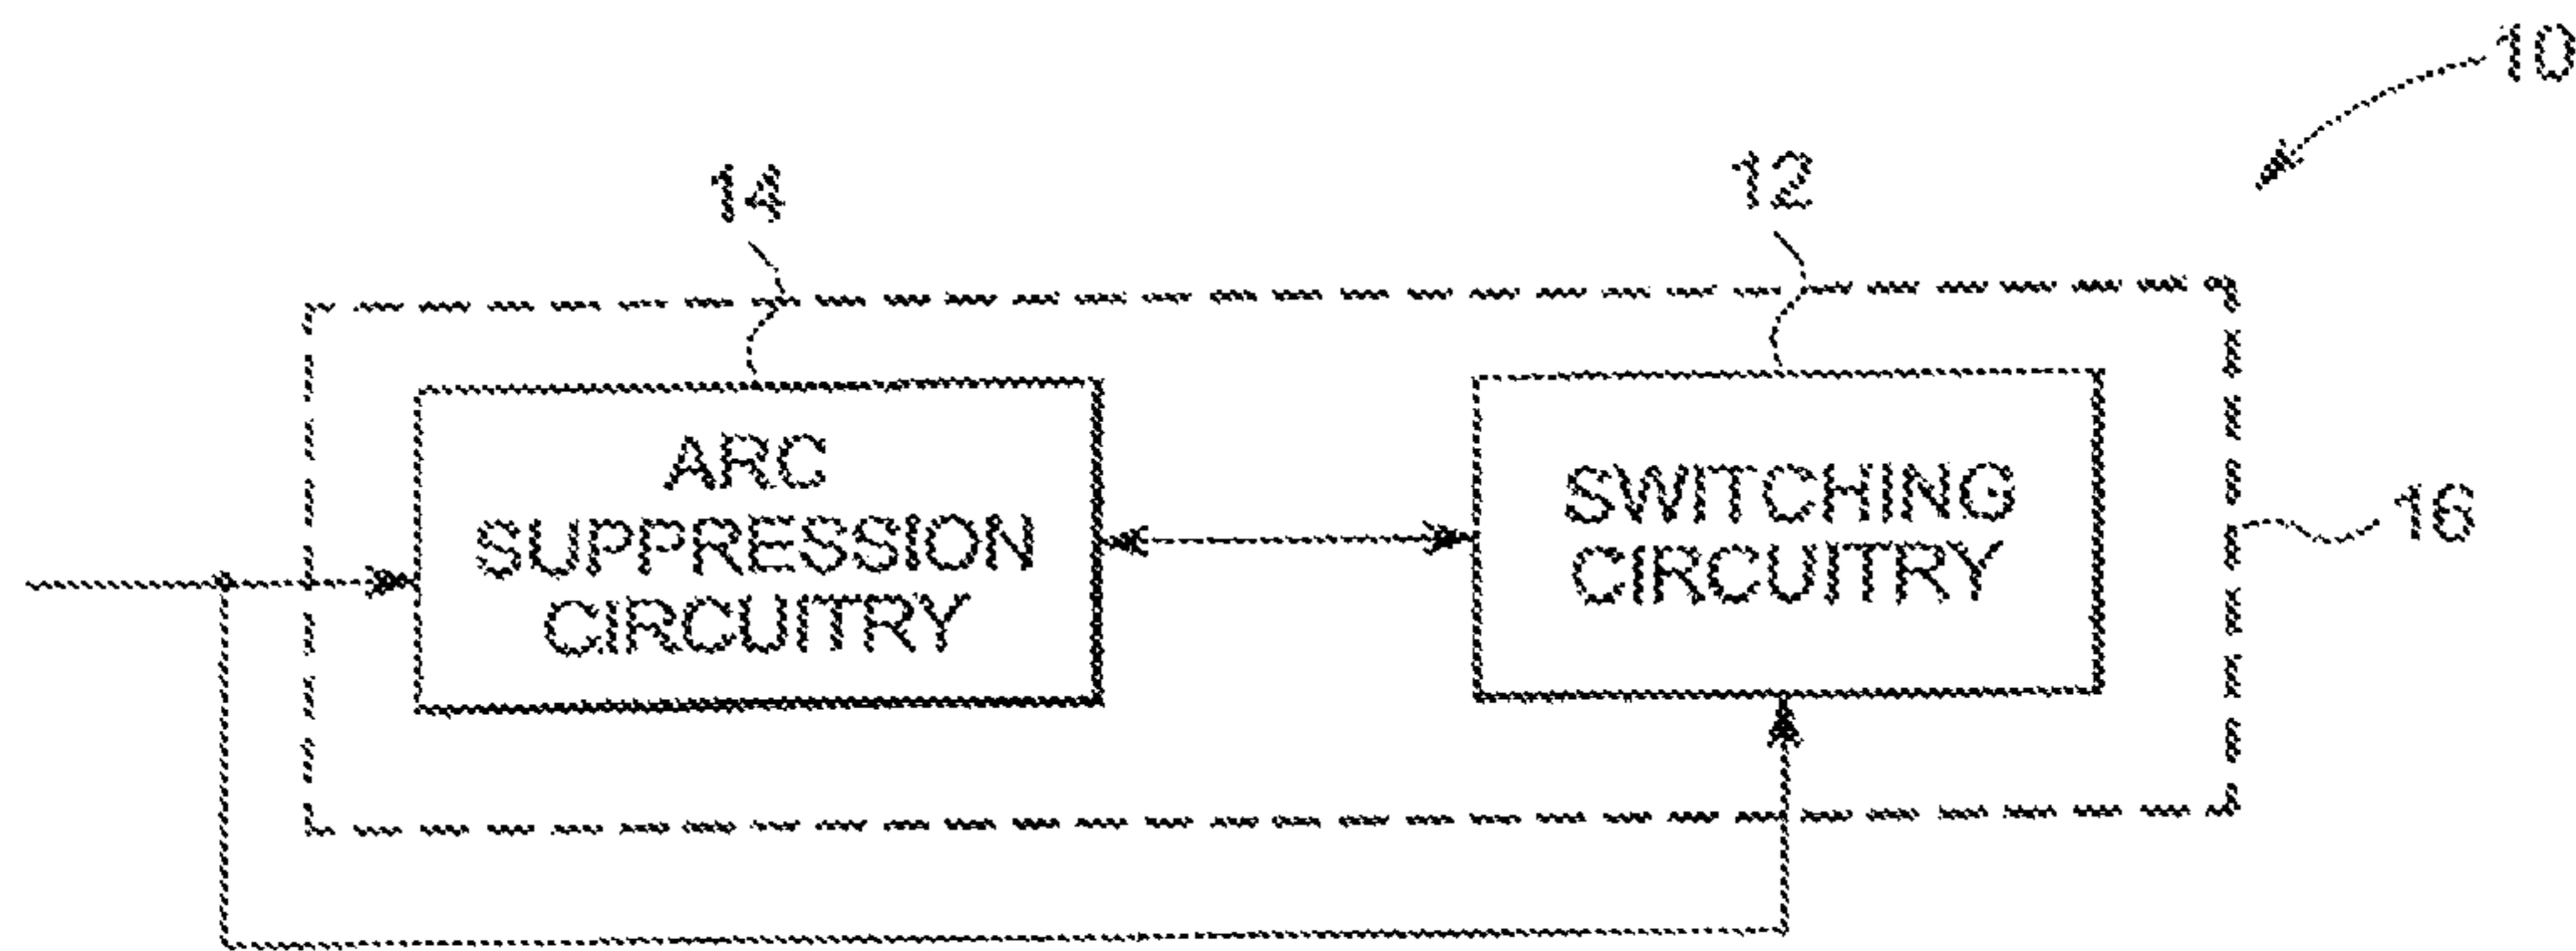 10
14
12
ARC
SUPPRESSION
CIRCUITRY
SWITCHING
CIRCUITRY
16